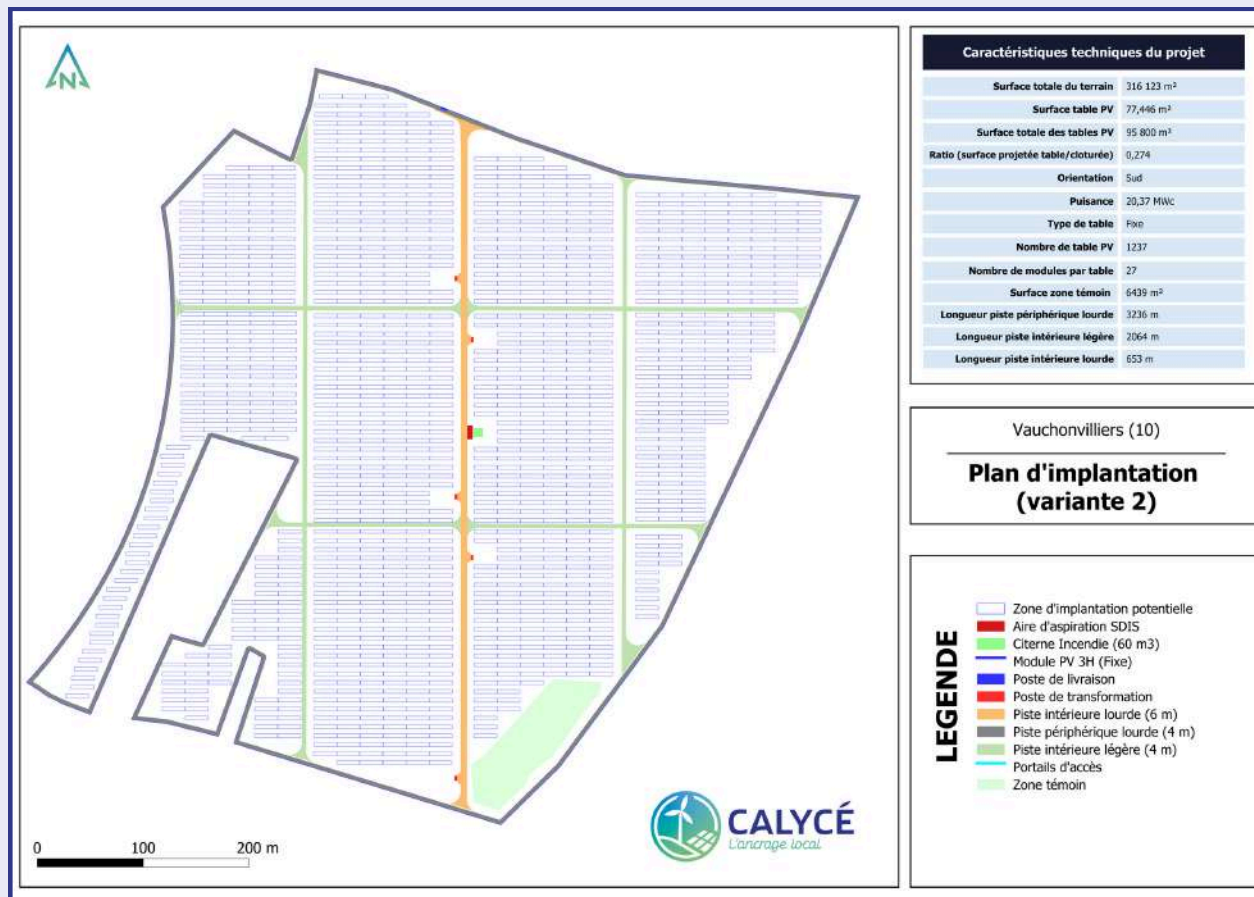 N
Caractéristiques techniques du projet
Surface totale du terrain 316 123 m²
Surface table PV 77,446 m²
Surface totale des tables PV 95 800 m²
Ratio (surface projetée table/cloturée) 0,274
Orientation Sud
Puisance 20,37 MWc
Type de table Fixe
Nombre de table PV 1237
Nombre de modules par table 27
Surface zone témoin 6439 m²
Longueur piste périphérique lourde 3236 m
Longueur piste intérieure légère 2064 m
Longueur piste intérieure lourde 653 m
Vauchonvilliers (10)
Plan d'implantation
(variante 2)
LEGENDE
Zone d'implantation potentielle
Aire d'aspiration SDIS
Citerne Incendie (60 m3)
Module PV 3H (Fixe)
Poste de livraison
Poste de transformation
Piste intérieure lourde (6 m)
Piste périphérique lourde (4 m)
Piste intérieure légère (4 m)
Portails d'accès
Zone témoin
CALYCÉ
L'ancrage local
0 100 200 m